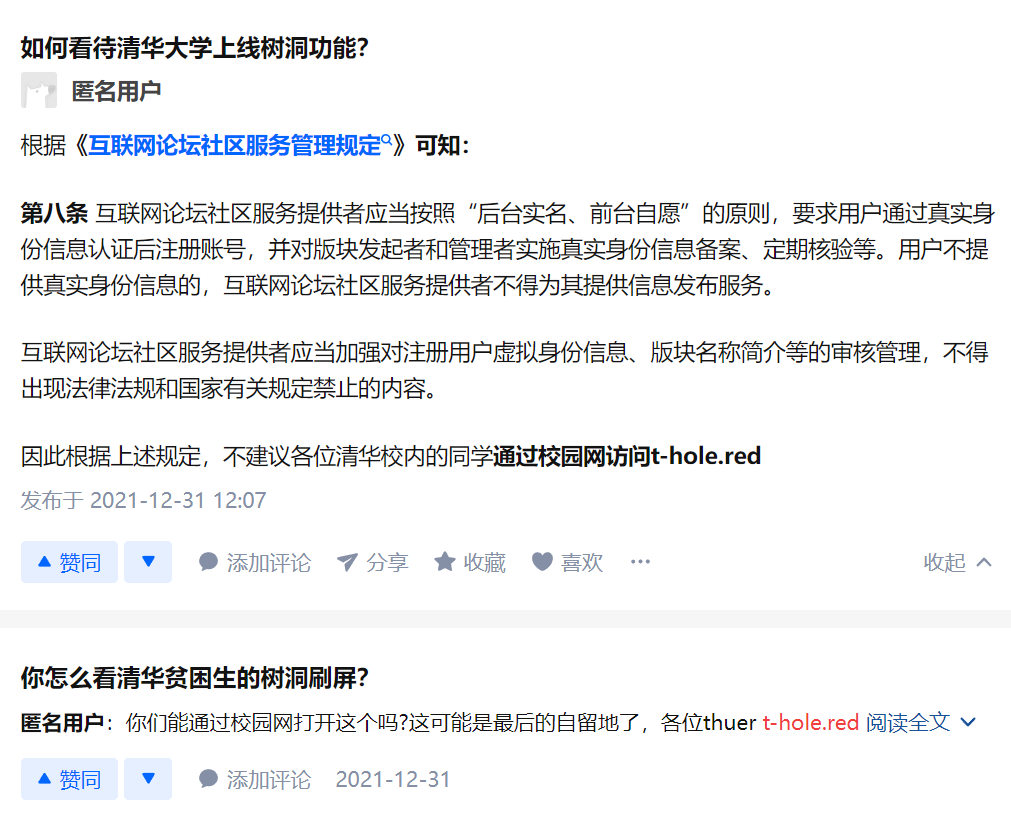 如何看待清华大学上线树洞功能？
匿名用户
根据《互联网论坛社区服务管理规定》可知：
第八条 互联网论坛社区服务提供者应当按照“后台实名、前台自愿”的原则，要求用户通过真实身
份信息认证后注册账号，并对版块发起者和管理者实施真实身份信息备案、定期核验等。用户不提
供真实身份信息的，互联网论坛社区服务提供者不得为其提供信息发布服务。
互联网论坛社区服务提供者应当加强对注册用户虚拟身份信息、版块名称简介等的审核管理，不得
出现法律法规和国家有关规定禁止的内容。
因此根据上述规定，不建议各位清华校内的同学通过校园网访问t-hole.red
发布于 2021-12-31 12:07
赞同 添加评论 分享 收藏 喜欢 ··· 收起
你怎么看清华贫困生的树洞刷屏？
匿名用户：你们能通过校园网打开这个吗?这可能是最后的自留地了，各位thuer t-hole.red 阅读全文
赞同 添加评论 2021-12-31